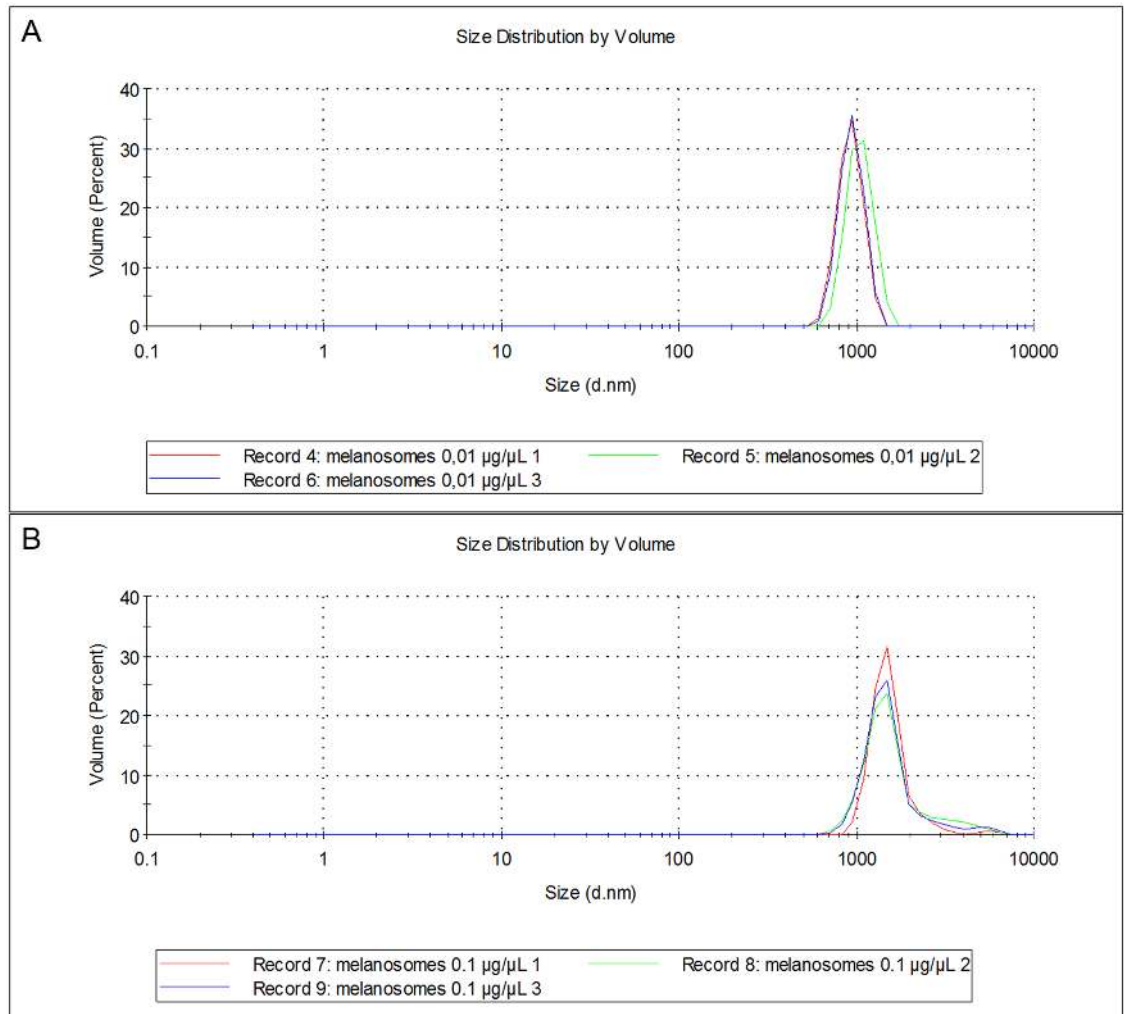 A
Size Distribution by Volume
40
30
20
10
0
Volume (Percent)
0.1 1 10 100 1000 10000
Size (d.nm)
Record 4: melanosomes 0,01 µg/µL 1 Record 5: melanosomes 0,01 µg/µL 2
Record 6: melanosomes 0,01 µg/µL 3
B
Size Distribution by Volume
40
30
20
10
0
Volume (Percent)
0.1 1 10 100 1000 10000
Size (d.nm)
Record 7: melanosomes 0.1 µg/µL 1 Record 8: melanosomes 0.1 µg/µL 2
Record 9: melanosomes 0.1 µg/µL 3